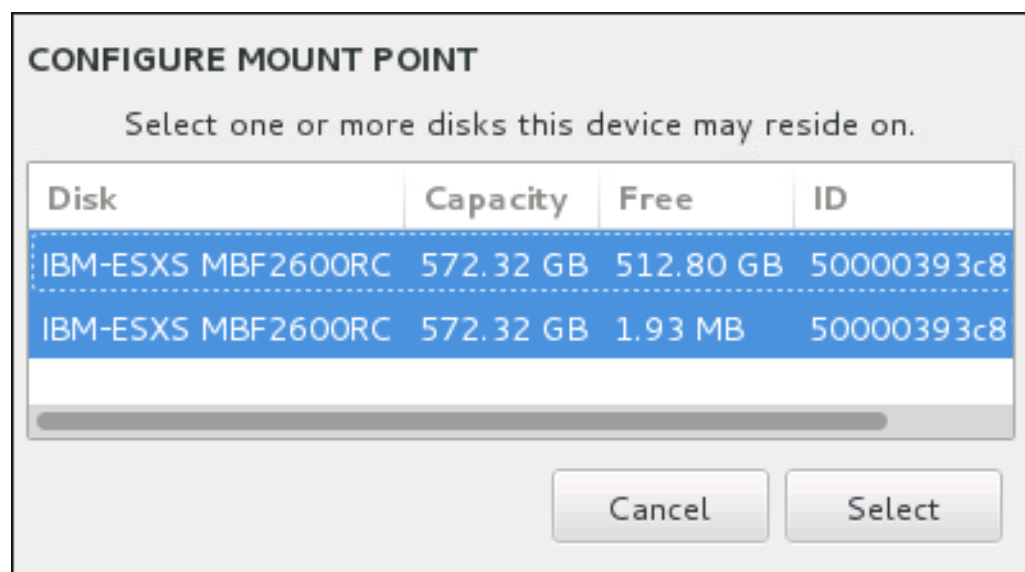 CONFIGURE MOUNT POINT
Select one or more disks this device may reside on.
Disk Capacity Free ID
IBM-ESXS MBF2600RC 572.32 GB 512.80 GB 50000393c8
IBM-ESXS MBF2600RC 572.32 GB 1.93 MB 50000393c8
Cancel Select